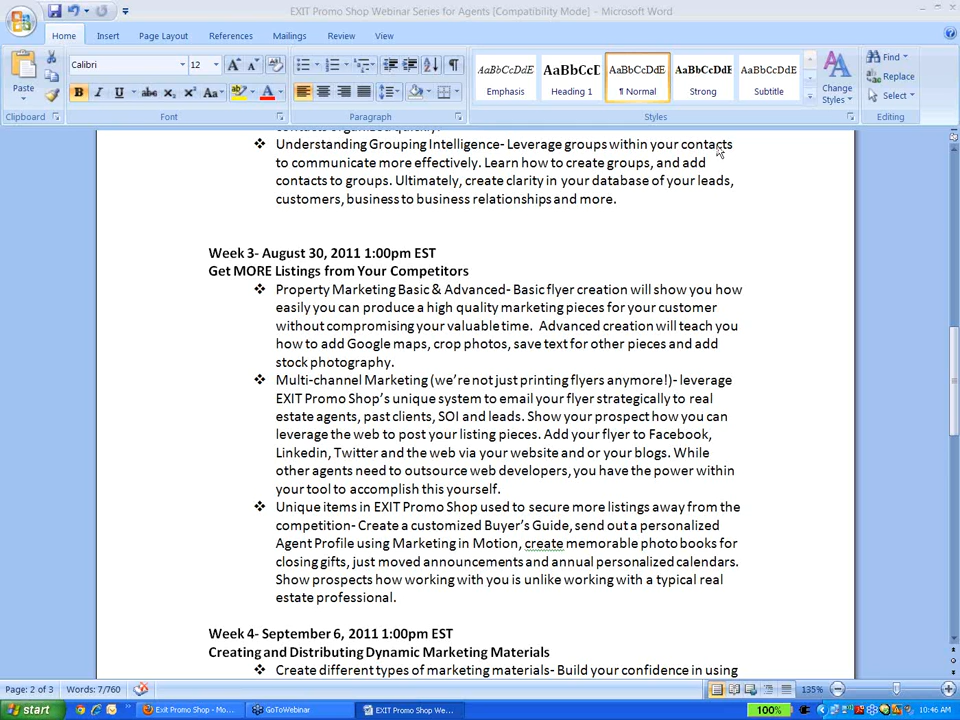 EXIT Promo Shop Webinar Series for Agents [Compatibility Mode] - Microsoft Word
Home Insert Page Layout References Mailings Review View
Calibri 12
Paste
Clipboard Font Paragraph Styles Editing
AaBbCcDdE Emphasis
AaBbCcI Heading 1
AaBbCcDdE ¶ Normal
AaBbCcDdE Strong
AaBbCcDdE Subtitle
Change Styles
Find
Replace
Select
contacts organized quickly.
❖ Understanding Grouping Intelligence- Leverage groups within your contacts
to communicate more effectively. Learn how to create groups, and add
contacts to groups. Ultimately, create clarity in your database of your leads,
customers, business to business relationships and more.
Week 3- August 30, 2011 1:00pm EST
Get MORE Listings from Your Competitors
❖ Property Marketing Basic & Advanced- Basic flyer creation will show you how
easily you can produce a high quality marketing pieces for your customer
without compromising your valuable time.  Advanced creation will teach you
how to add Google maps, crop photos, save text for other pieces and add
stock photography.
❖ Multi-channel Marketing (we’re not just printing flyers anymore!)- leverage
EXIT Promo Shop’s unique system to email your flyer strategically to real
estate agents, past clients, SOI and leads. Show your prospect how you can
leverage the web to post your listing pieces. Add your flyer to Facebook,
Linkedin, Twitter and the web via your website and or your blogs. While
other agents need to outsource web developers, you have the power within
your tool to accomplish this yourself.
❖ Unique items in EXIT Promo Shop used to secure more listings away from the
competition- Create a customized Buyer’s Guide, send out a personalized
Agent Profile using Marketing in Motion, create memorable photo books for
closing gifts, just moved announcements and annual personalized calendars.
Show prospects how working with you is unlike working with a typical real
estate professional.
Week 4- September 6, 2011 1:00pm EST
Creating and Distributing Dynamic Marketing Materials
❖ Create different types of marketing materials- Build your confidence in using
Page: 2 of 3 Words: 7/760 135%
start Exit Promo Shop - Mo... GoToWebinar EXIT Promo Shop We... 100% 10:46 AM